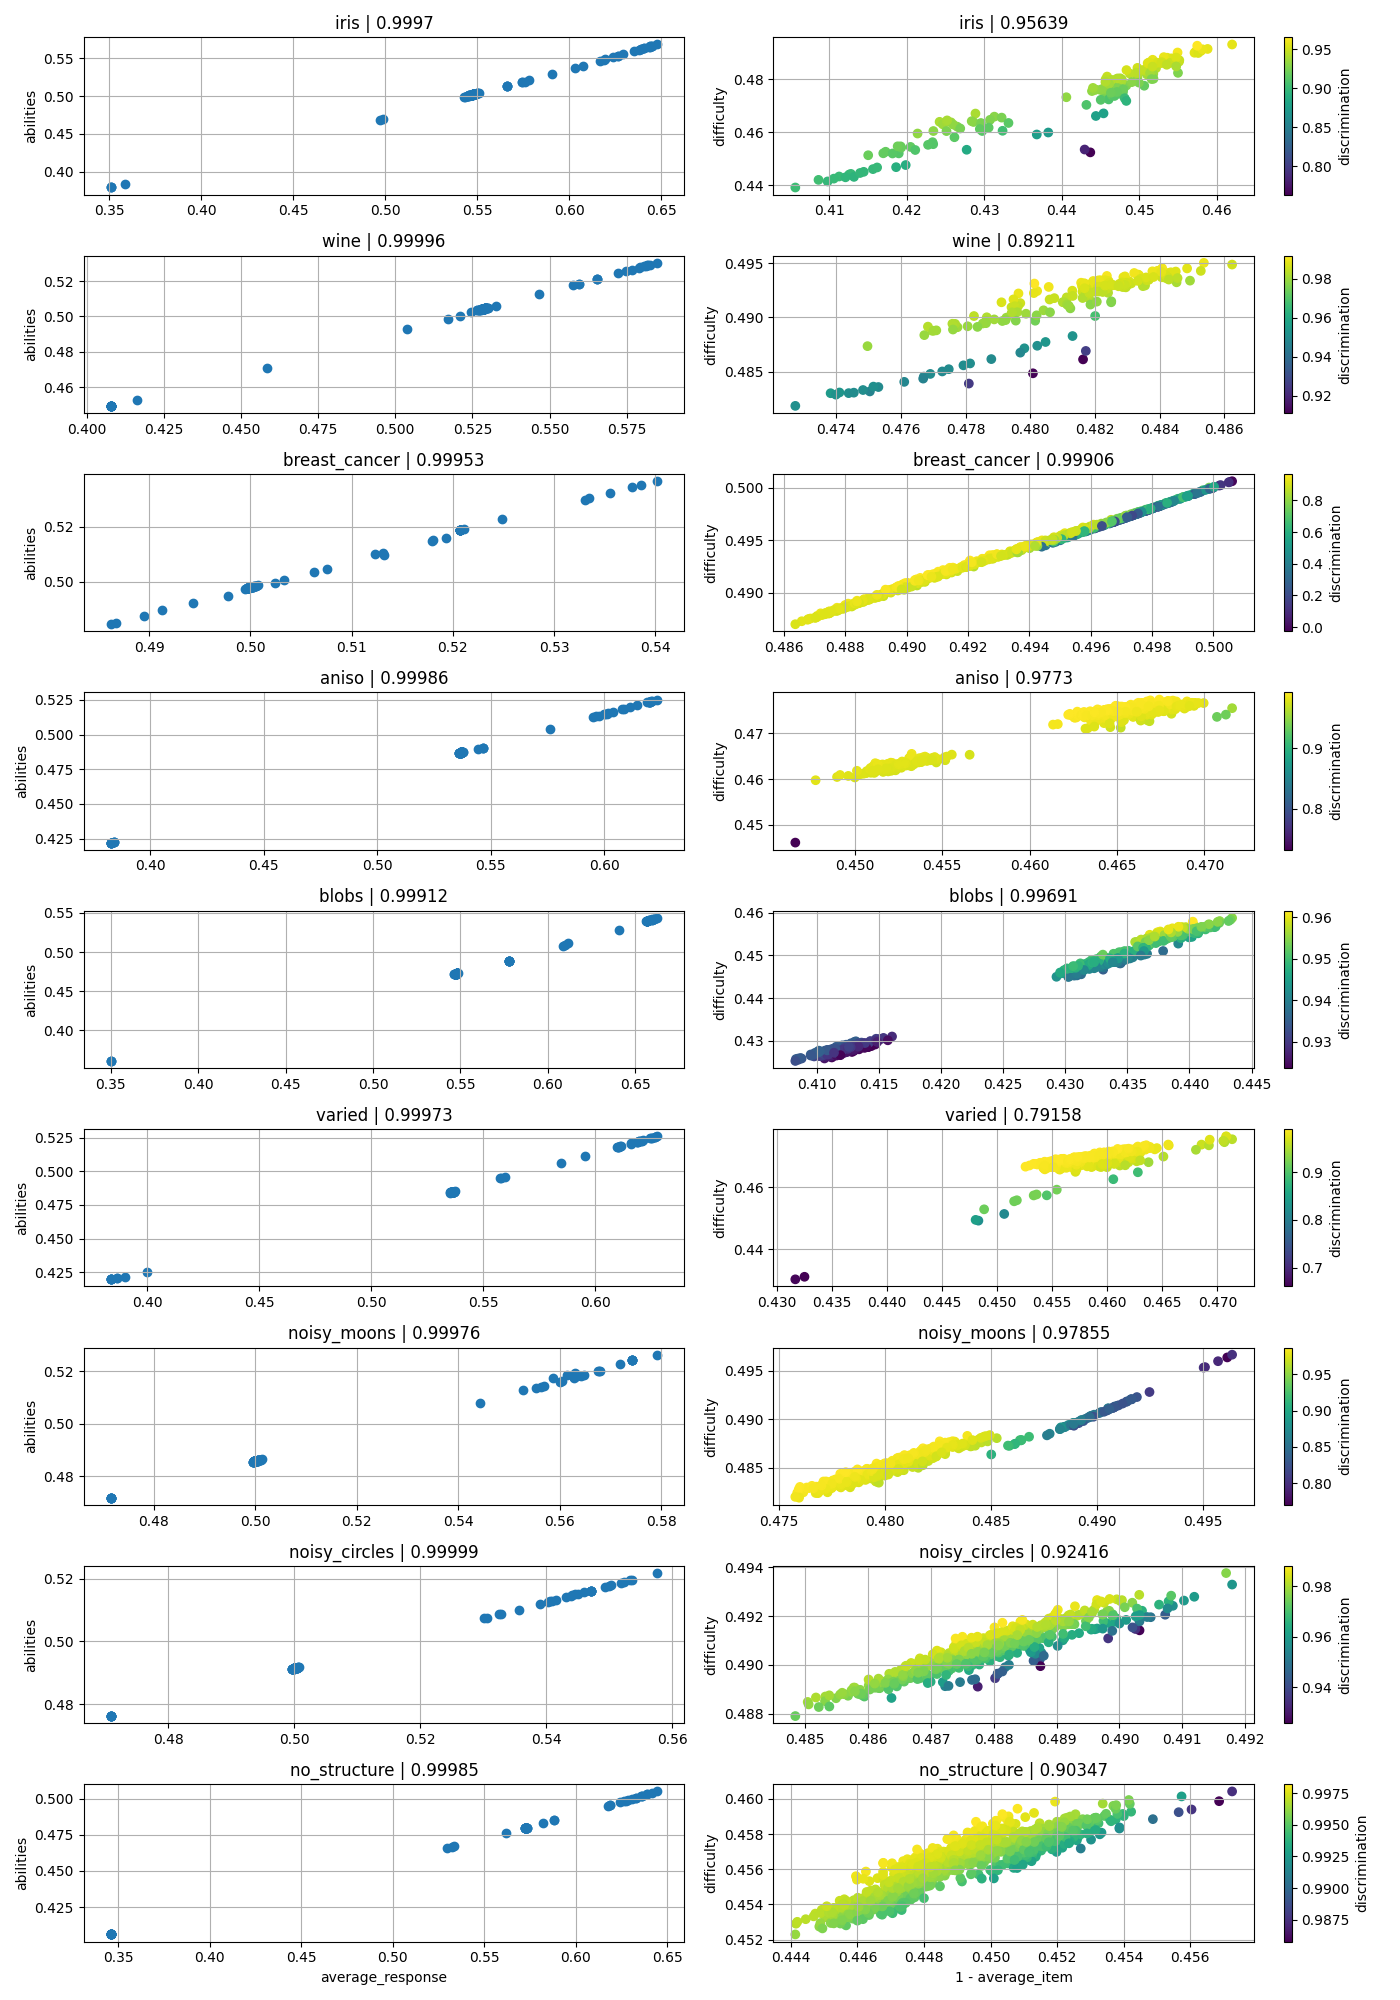 iris | 0.9997
abilities
0.55
0.50
0.45
0.40
0.35 0.40 0.45 0.50 0.55 0.60 0.65
iris | 0.95639
difficulty
0.48
0.46
0.44
0.41 0.42 0.43 0.44 0.45 0.46
0.95
0.90
0.85
0.80
discrimination
wine | 0.99996
abilities
0.52
0.50
0.48
0.46
0.400 0.425 0.450 0.475 0.500 0.525 0.550 0.575
wine | 0.89211
difficulty
0.495
0.490
0.485
0.474 0.476 0.478 0.480 0.482 0.484 0.486
0.98
0.96
0.94
0.92
discrimination
breast_cancer | 0.99953
abilities
0.52
0.50
0.49 0.50 0.51 0.52 0.53 0.54
breast_cancer | 0.99906
difficulty
0.500
0.495
0.490
0.486 0.488 0.490 0.492 0.494 0.496 0.498 0.500
0.8
0.6
0.4
0.2
0.0
discrimination
aniso | 0.99986
abilities
0.525
0.500
0.475
0.450
0.425
0.40 0.45 0.50 0.55 0.60
aniso | 0.9773
difficulty
0.47
0.46
0.45
0.450 0.455 0.460 0.465 0.470
0.9
0.8
discrimination
blobs | 0.99912
abilities
0.55
0.50
0.45
0.40
0.35 0.40 0.45 0.50 0.55 0.60 0.65
blobs | 0.99691
difficulty
0.46
0.45
0.44
0.43
0.410 0.415 0.420 0.425 0.430 0.435 0.440 0.445
0.96
0.95
0.94
0.93
discrimination
varied | 0.99973
abilities
0.525
0.500
0.475
0.450
0.425
0.40 0.45 0.50 0.55 0.60
varied | 0.79158
difficulty
0.46
0.44
0.430 0.435 0.440 0.445 0.450 0.455 0.460 0.465 0.470
0.9
0.8
0.7
discrimination
noisy_moons | 0.99976
abilities
0.52
0.50
0.48
0.48 0.50 0.52 0.54 0.56 0.58
noisy_moons | 0.97855
difficulty
0.495
0.490
0.485
0.475 0.480 0.485 0.490 0.495
0.95
0.90
0.85
0.80
discrimination
noisy_circles | 0.99999
abilities
0.52
0.50
0.48
0.48 0.50 0.52 0.54 0.56
noisy_circles | 0.92416
difficulty
0.494
0.492
0.490
0.488
0.485 0.486 0.487 0.488 0.489 0.490 0.491 0.492
0.98
0.96
0.94
discrimination
no_structure | 0.99985
abilities
0.500
0.475
0.450
0.425
0.35 0.40 0.45 0.50 0.55 0.60 0.65
average_response
no_structure | 0.90347
difficulty
0.460
0.458
0.456
0.454
0.452
0.444 0.446 0.448 0.450 0.452 0.454 0.456
1 - average_item
0.9975
0.9950
0.9925
0.9900
0.9875
discrimination